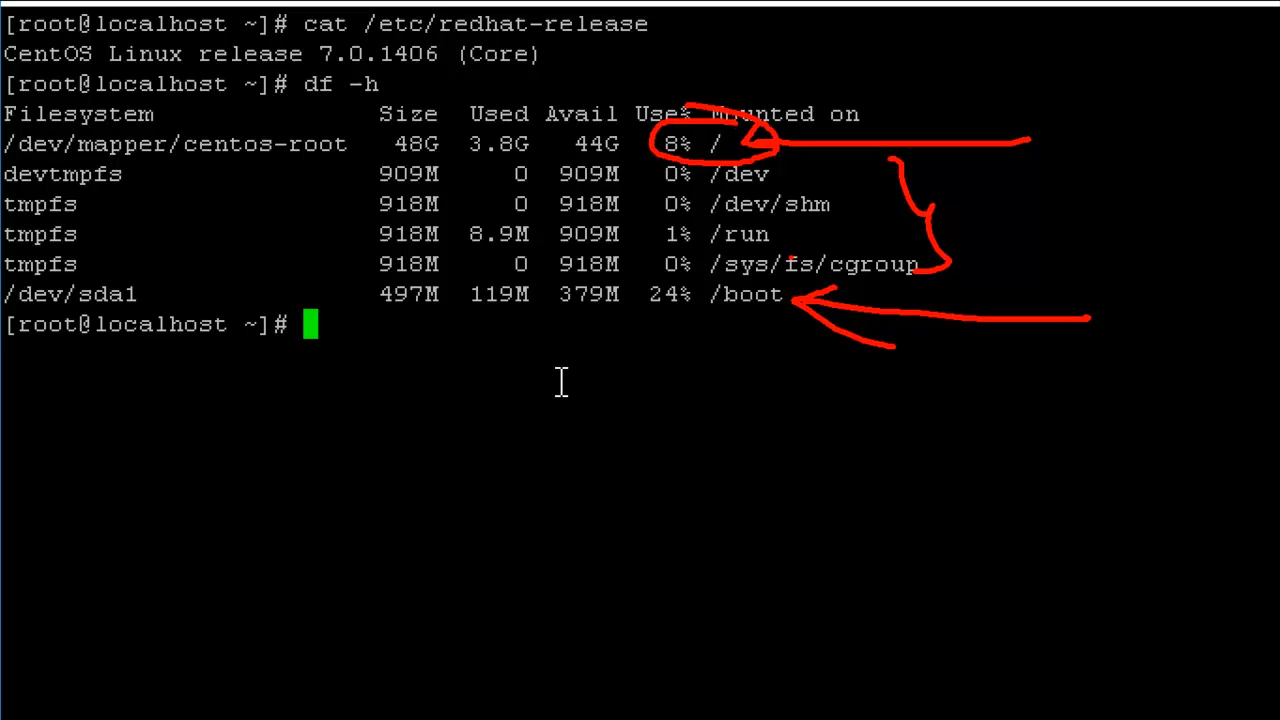 [root@localhost ~]# cat /etc/redhat-release
CentOS Linux release 7.0.1406 (Core)
[root@localhost ~]# df -h
Filesystem               Size  Used Avail Use% Mounted on
/dev/mapper/centos-root   48G  3.8G   44G   8% /
devtmpfs                 909M     0  909M   0% /dev
tmpfs                    918M     0  918M   0% /dev/shm
tmpfs                    918M  8.9M  909M   1% /run
tmpfs                    918M     0  918M   0% /sys/fs/cgroup
/dev/sda1                497M  119M  379M  24% /boot
[root@localhost ~]#